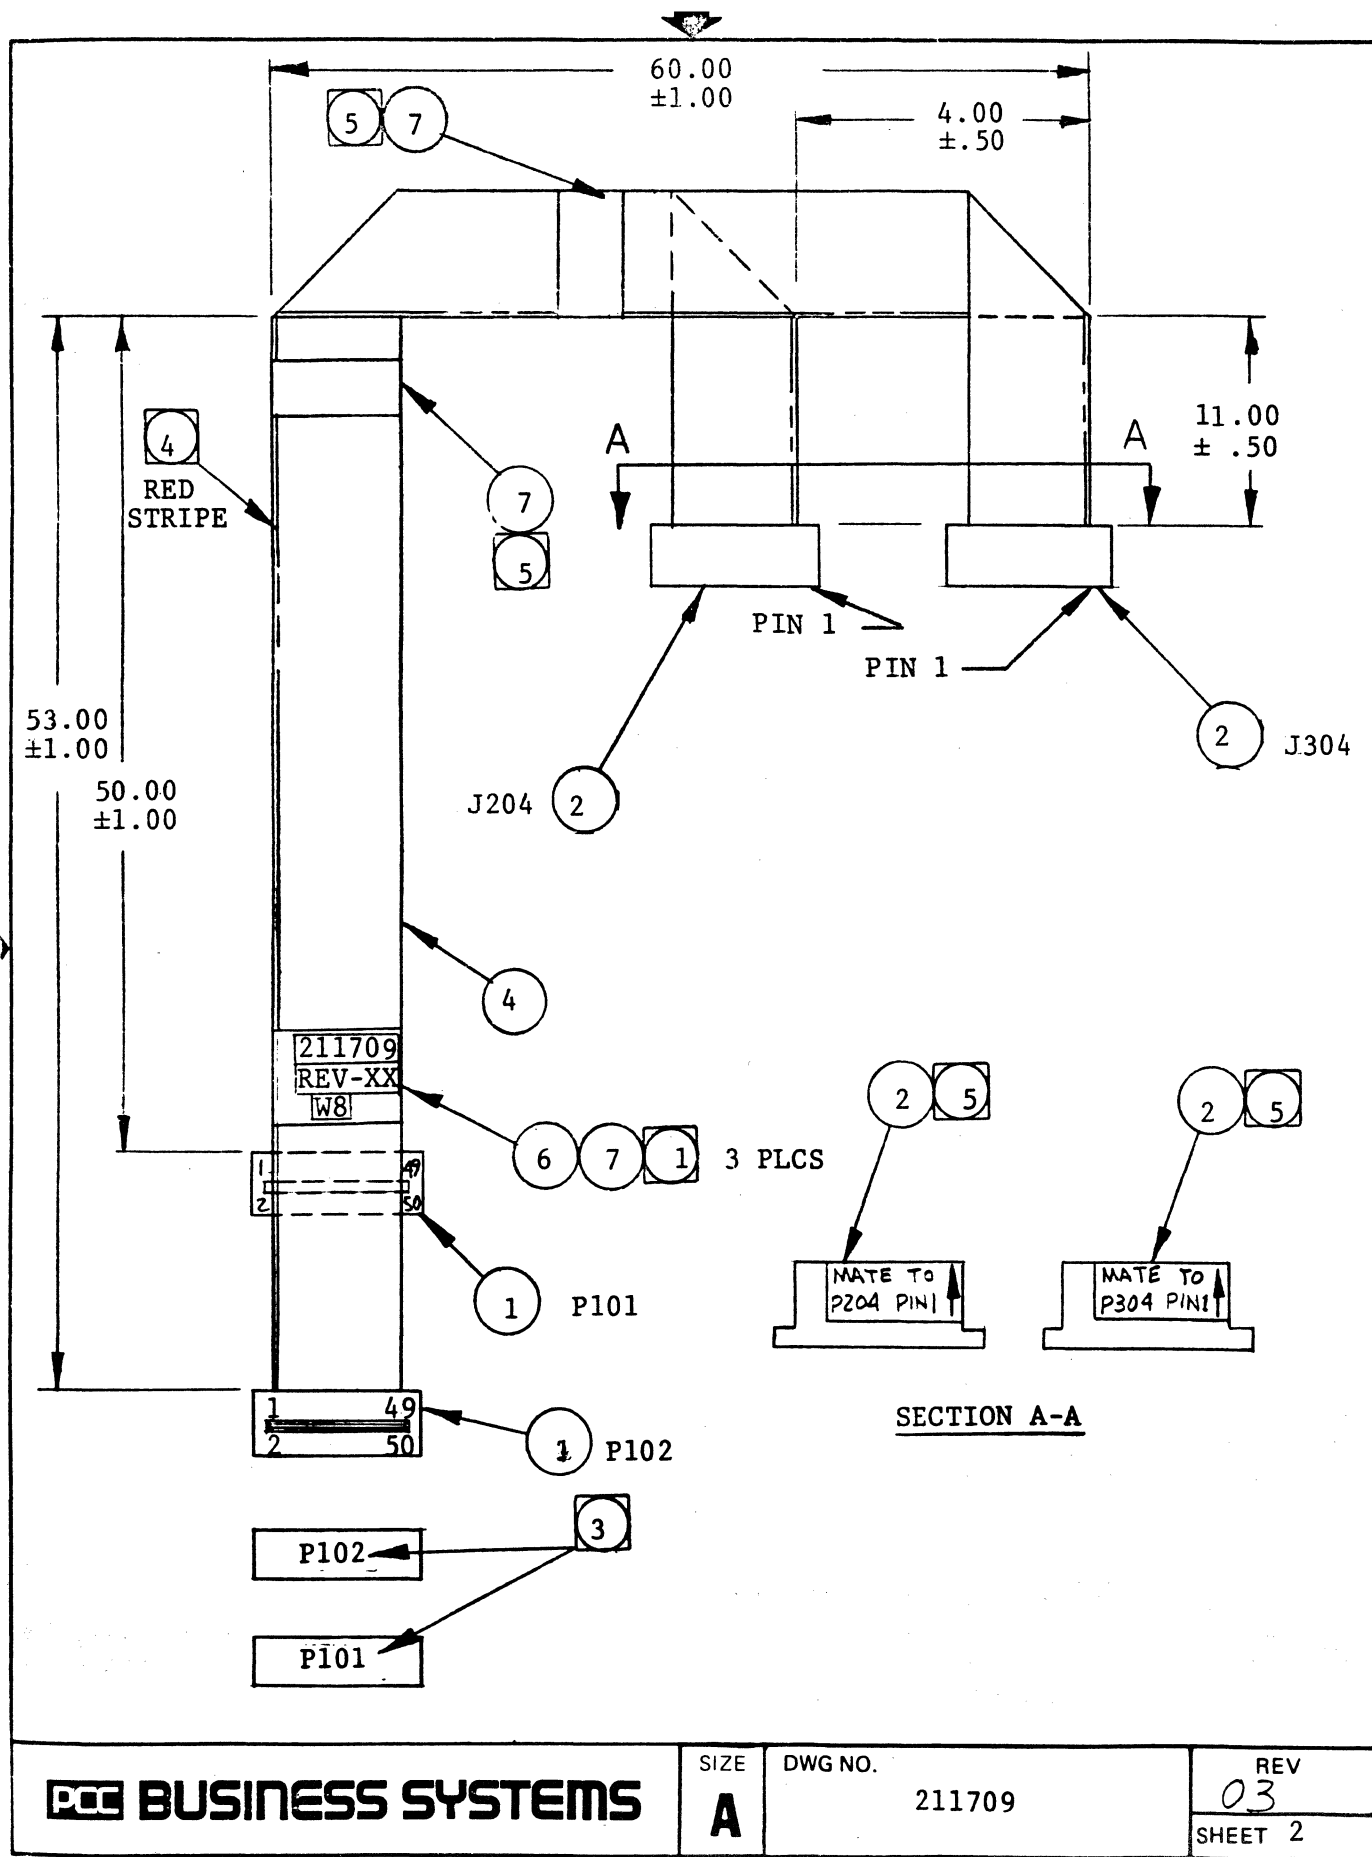 60.00
±1.00
4.00
±.50
5 7
11.00
± .50
A A
4
RED
STRIPE
7
5
PIN 1
PIN 1
2 J304
J204 2
53.00
±1.00
50.00
±1.00
4
211709
REV-XX
W8
6 7 1 3 PLCS
2 5
2 5
1 49
2 50
1 P101
MATE TO
P204 PIN1
MATE TO
P304 PIN1
1 49
2 50
1 P102
SECTION A-A
3
P102
P101
PCC BUSINESS SYSTEMS
SIZE
A
DWG NO.
211709
REV
03
SHEET 2